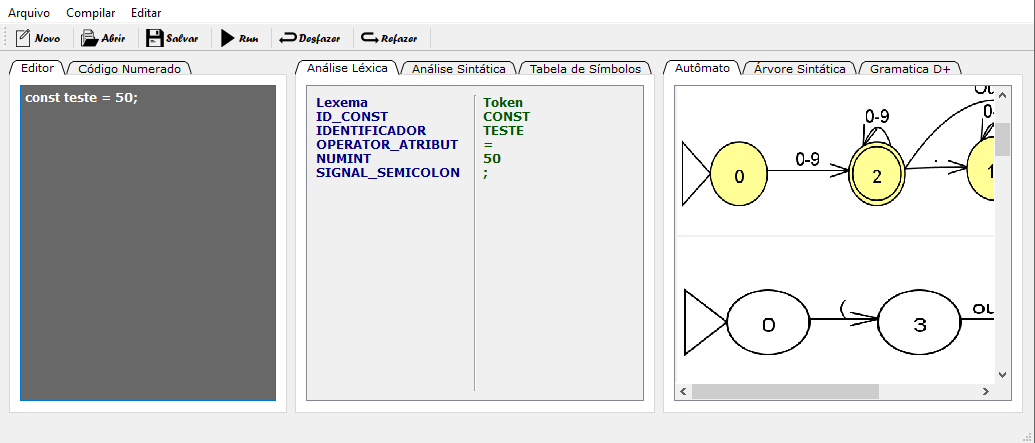 Arquivo Compilar Editar
Novo Abrir Salvar Run Desfazer Refazer
Editor Código Numerado
const teste = 50;
Análise Léxica Análise Sintática Tabela de Símbolos
Lexema Token
ID_CONST CONST
IDENTIFICADOR TESTE
OPERATOR_ATRIBUT =
NUMINT 50
SIGNAL_SEMICOLON ;
Autômato Árvore Sintática Gramatica D+
0-9
0 0-9 2 .
0 ( 3